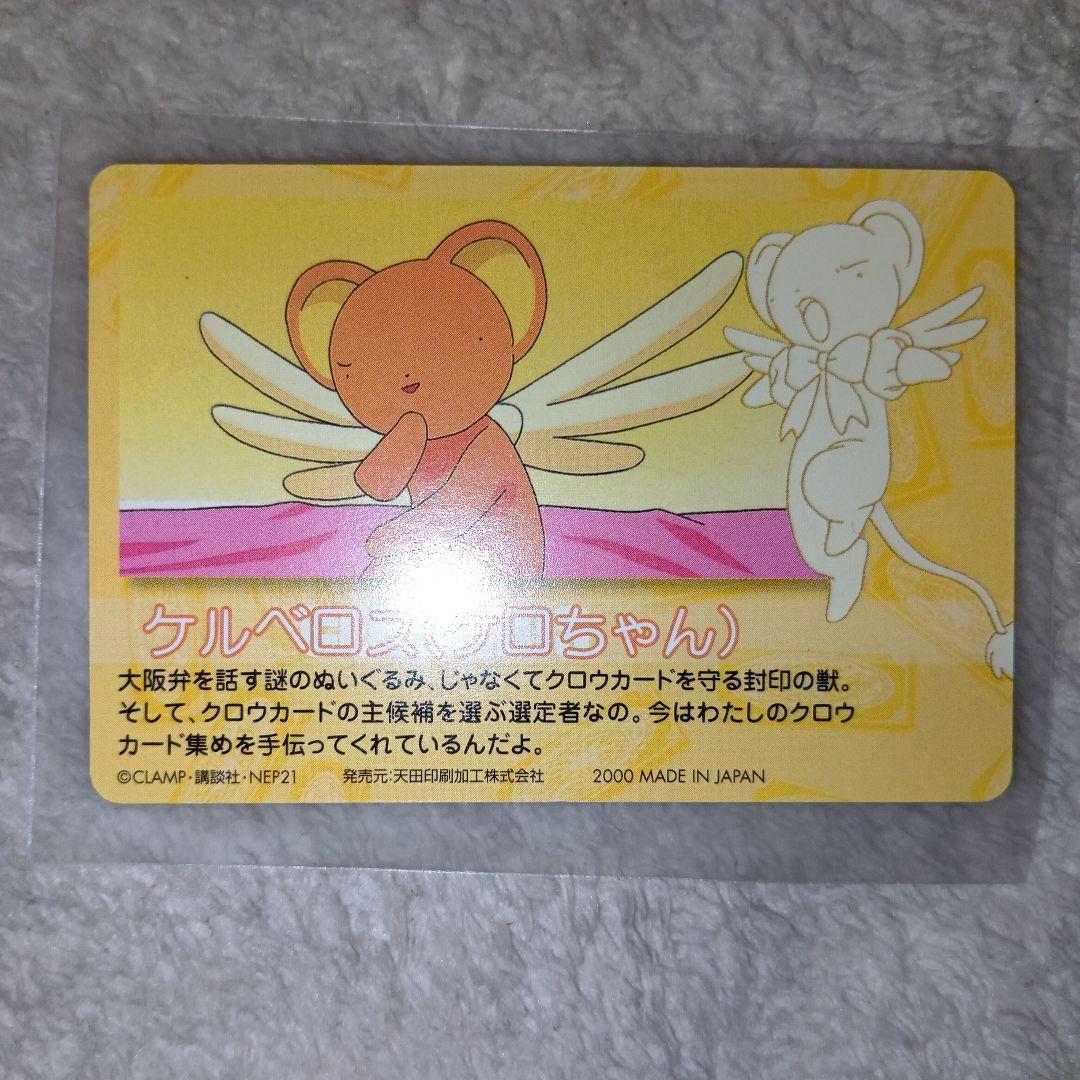 ケルベロス(ケロちゃん)
大阪弁を話す謎のぬいぐるみ、じゃなくてクロウカードを守る封印の獣。
そして、クロウカードの主候補を選ぶ選定者なの。今はわたしのクロウ
カード集めを手伝ってくれているんだよ。
©CLAMP・講談社・NEP21 発売元:天田印刷加工株式会社 2000 MADE IN JAPAN